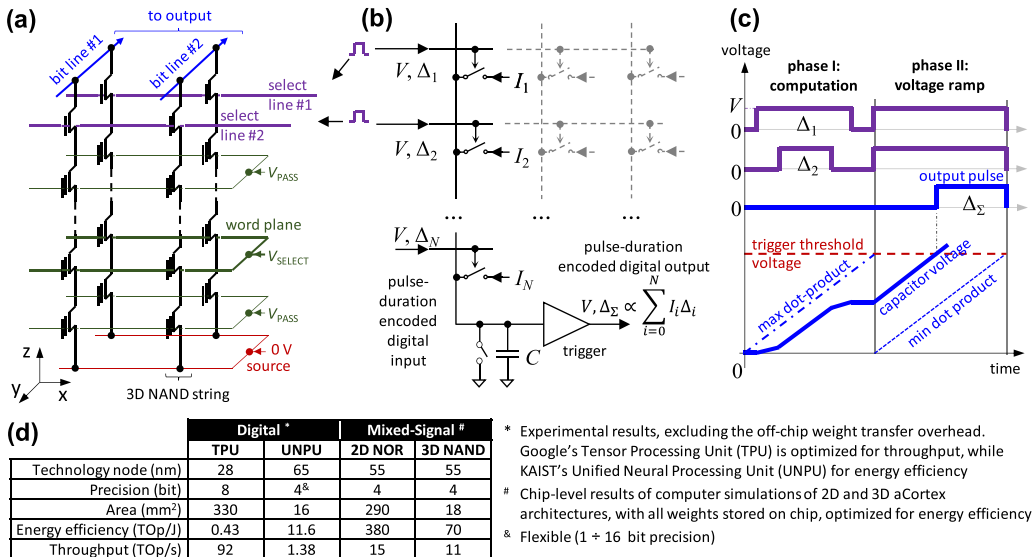 (a)
to output
bit line #1
bit line #2
select
line #1
select
line #2
V_PASS
word plane
V_SELECT
V_PASS
0 V
source
z
y
x
3D NAND string
(b)
V, Δ₁
I₁
V, Δ₂
I₂
...
...
...
V, Δ_N
I_N
pulse-
duration
encoded
digital
input
pulse-duration
encoded digital output
V, Δ_Σ ∝ ∑_{i=0}^{N} I_iΔ_i
C
trigger
(c)
voltage
phase I:
computation
phase II:
voltage ramp
V
0
Δ₁
0
Δ₂
output pulse
0
Δ_Σ
trigger threshold
voltage
max dot-product
capacitor voltage
min dot product
0
time
(d)
Digital * Mixed-Signal #
TPU UNPU 2D NOR 3D NAND
Technology node (nm) 28 65 55 55
Precision (bit) 8 4& 4 4
Area (mm²) 330 16 290 18
Energy efficiency (TOp/J) 0.43 11.6 380 70
Throughput (TOp/s) 92 1.38 15 11
* Experimental results, excluding the off-chip weight transfer overhead.
Google's Tensor Processing Unit (TPU) is optimized for throughput, while
KAIST's Unified Neural Processing Unit (UNPU) for energy efficiency
# Chip-level results of computer simulations of 2D and 3D aCortex
architectures, with all weights stored on chip, optimized for energy efficiency
& Flexible (1 ÷ 16 bit precision)